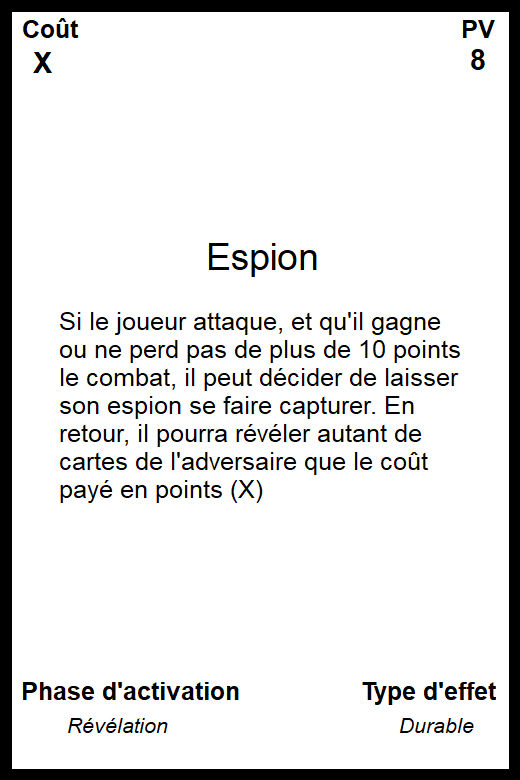 Coût
PV
X
8
Espion
Si le joueur attaque, et qu'il gagne
ou ne perd pas de plus de 10 points
le combat, il peut décider de laisser
son espion se faire capturer. En
retour, il pourra révéler autant de
cartes de l'adversaire que le coût
payé en points (X)
Phase d'activation
Type d'effet
Révélation
Durable